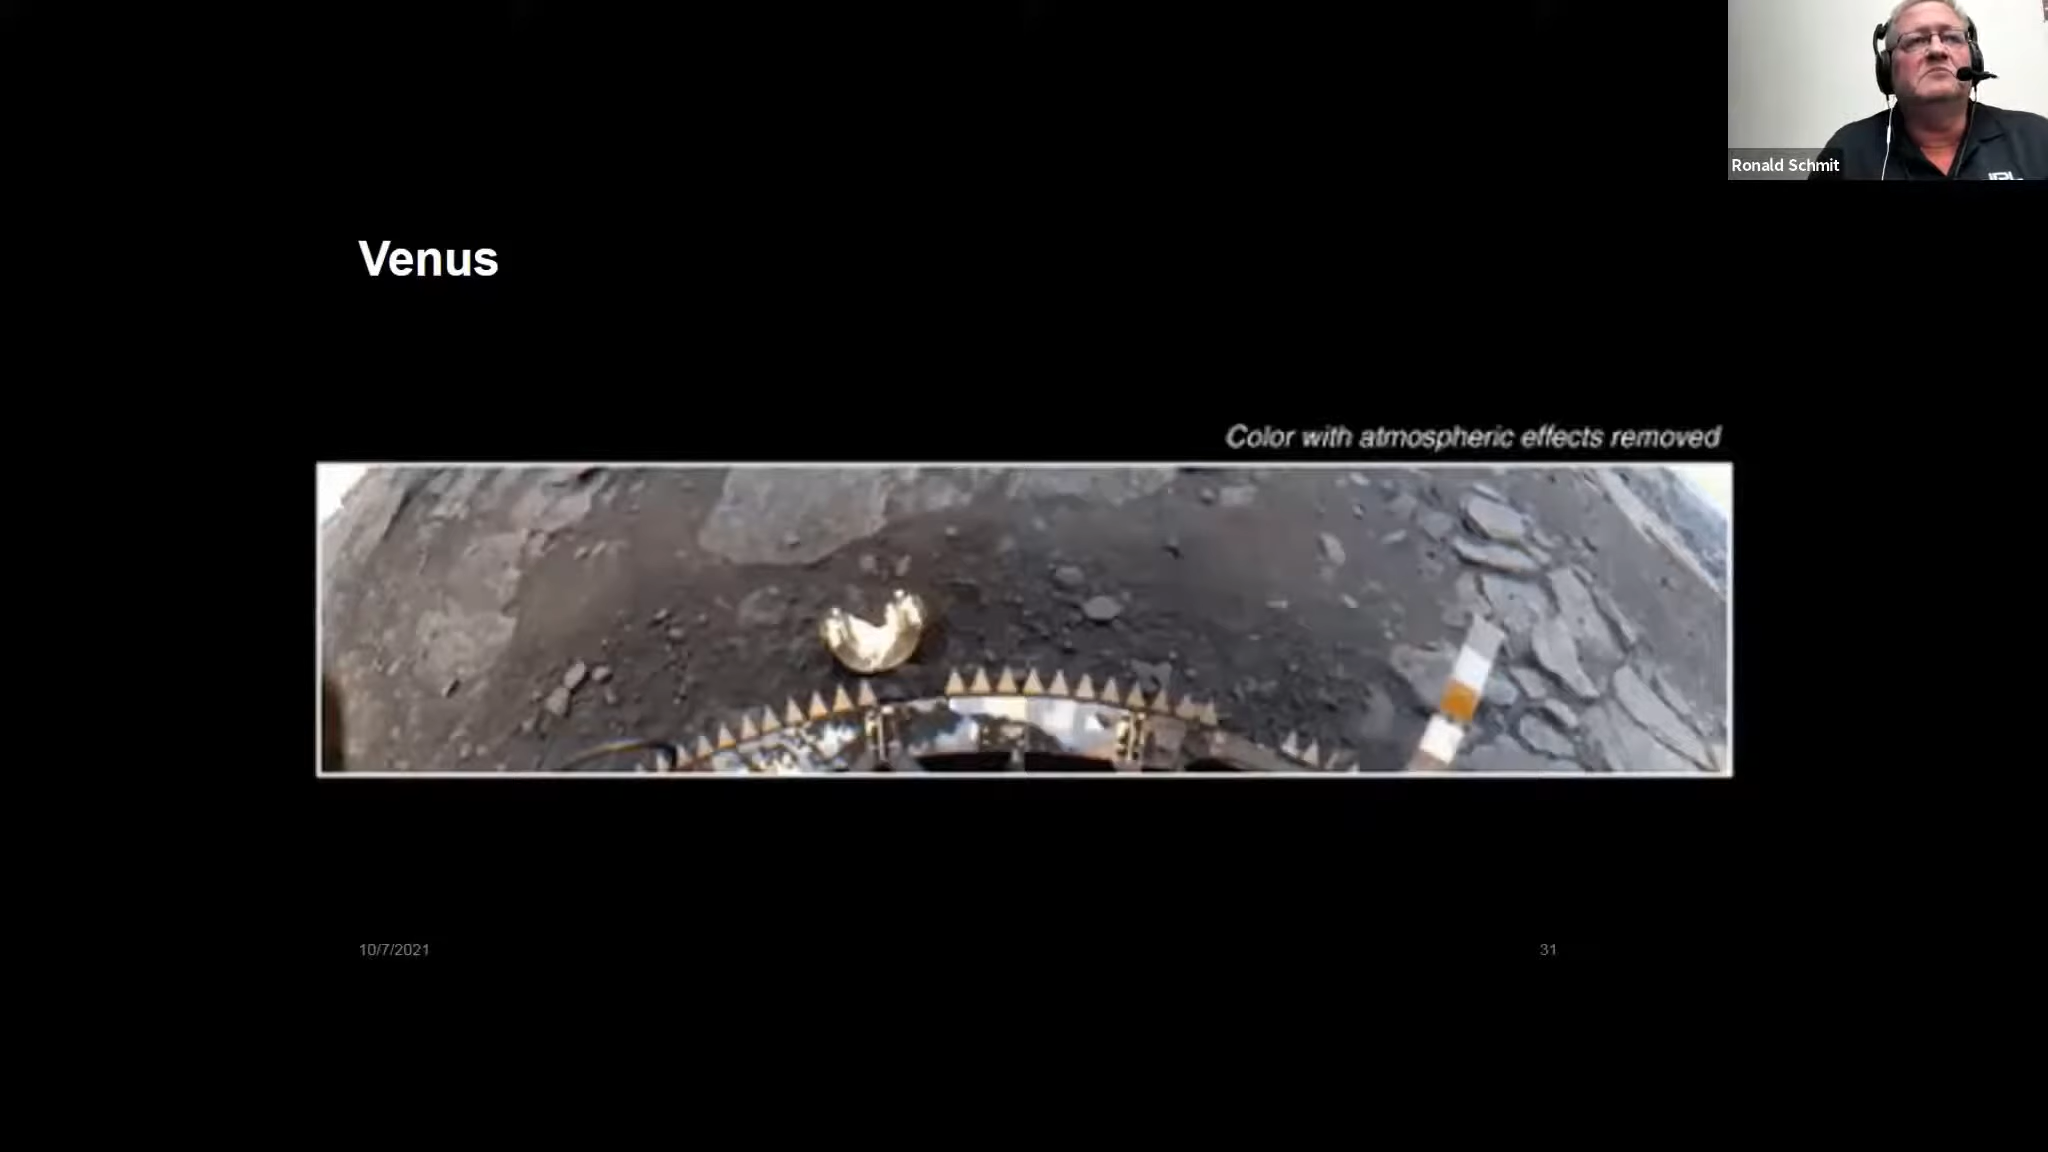 Ronald Schmit
Venus
Color with atmospheric effects removed
10/7/2021
31